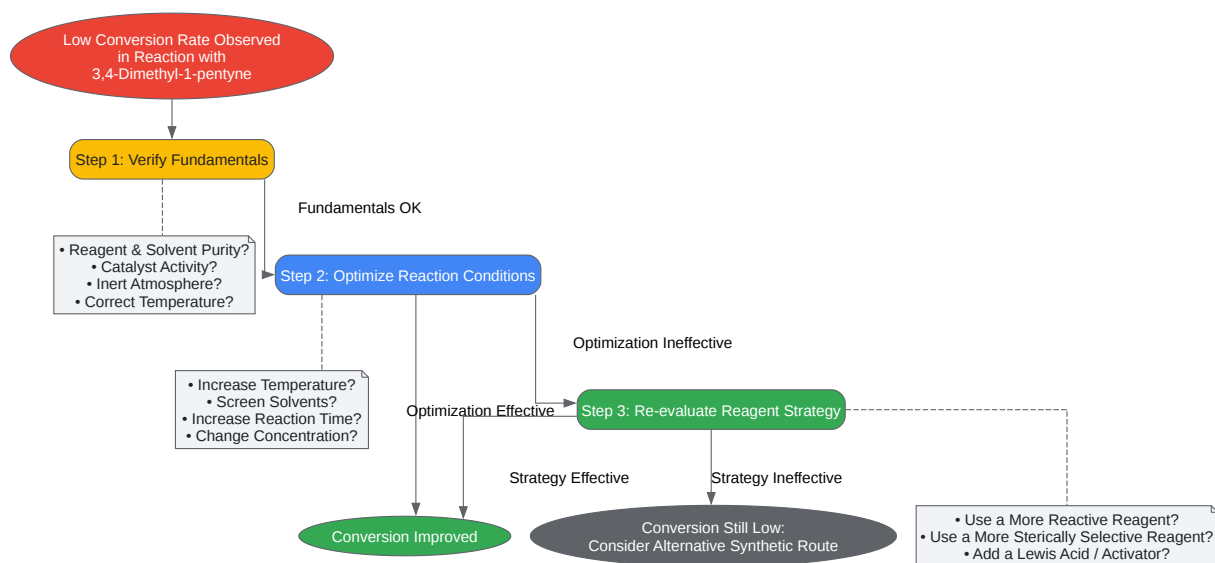 Low Conversion Rate Observed
in Reaction with
3,4-Dimethyl-1-pentyne
Step 1: Verify Fundamentals
Fundamentals OK
• Reagent & Solvent Purity?
• Catalyst Activity?
• Inert Atmosphere?
• Correct Temperature?
Step 2: Optimize Reaction Conditions
Optimization Ineffective
• Increase Temperature?
• Screen Solvents?
• Increase Reaction Time?
• Change Concentration?
Optimization Effective
Step 3: Re-evaluate Reagent Strategy
Strategy Effective
Strategy Ineffective
Conversion Improved
Conversion Still Low:
Consider Alternative Synthetic Route
• Use a More Reactive Reagent?
• Use a More Sterically Selective Reagent?
• Add a Lewis Acid / Activator?